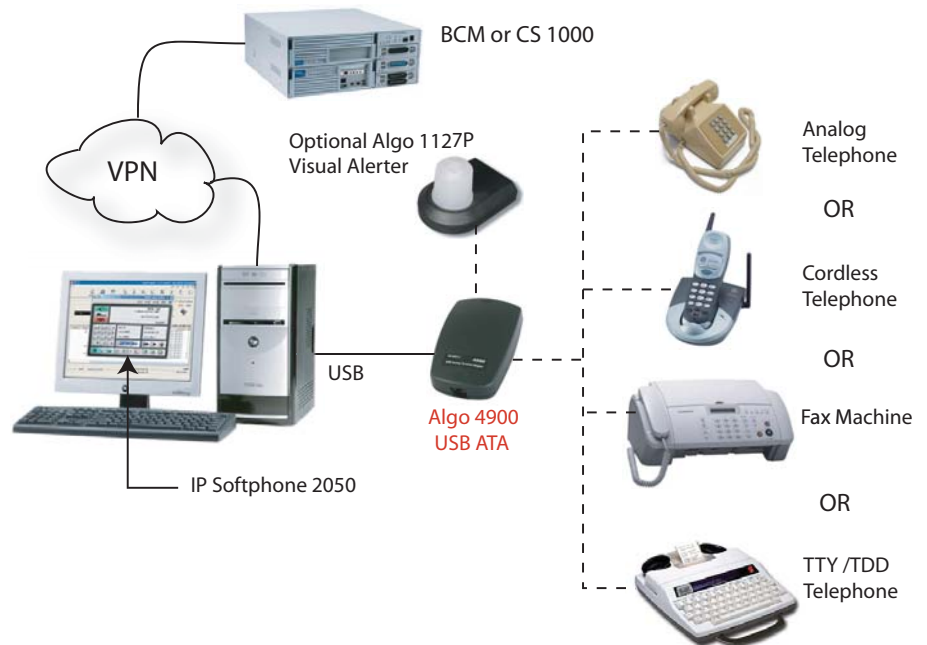 BCM or CS 1000
Optional Algo 1127P
Visual Alerter
VPN
Analog
Telephone
OR
Cordless
Telephone
OR
USB
Algo 4900
USB ATA
Fax Machine
IP Softphone 2050
OR
TTY /TDD
Telephone